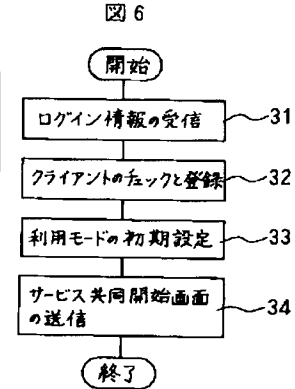 図6
開始
ログイン情報の受信
31
クライアントのチェックと登録
32
利用モードの初期設定
33
サービス共同開始画面
の送信
34
終了